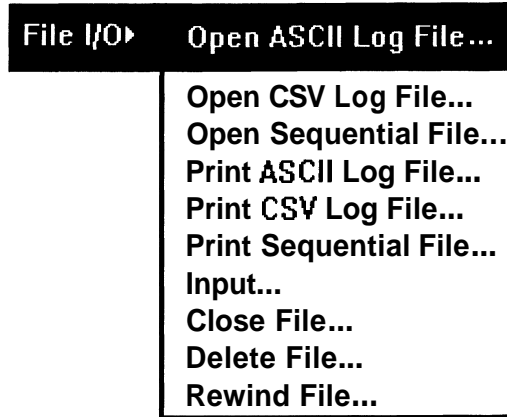 File I/O▸ Open ASCII Log File...
Open CSV Log File...
Open Sequential File...
Print ASCII Log File...
Print CSV Log File...
Print Sequential File...
Input...
Close File...
Delete File...
Rewind File...